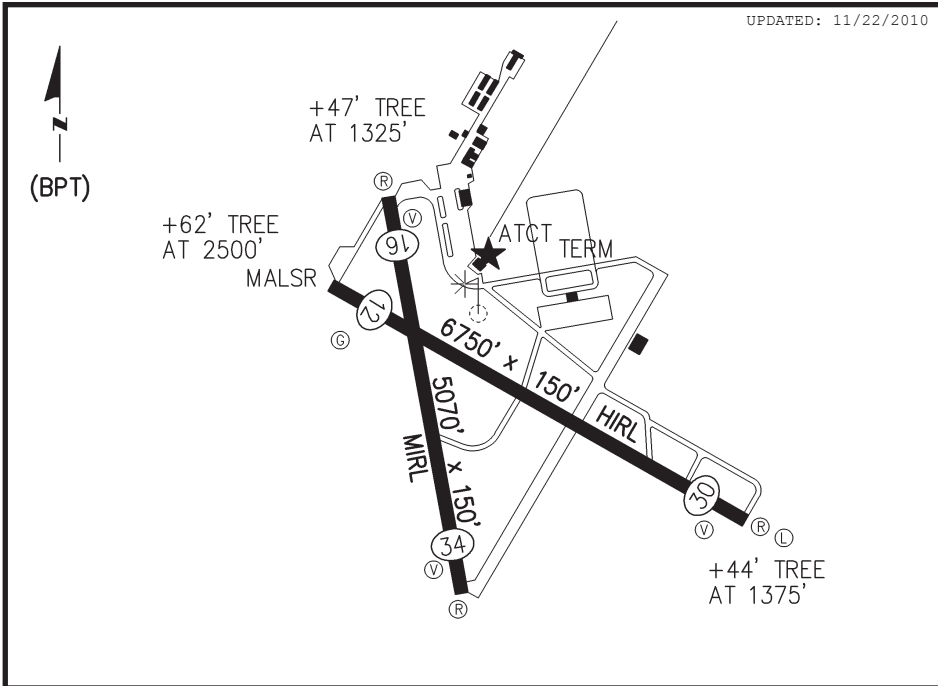 UPDATED: 11/22/2010
N
(BPT)
+47' TREE
AT 1325'
R
V
+62' TREE
AT 2500'
16
ATCT
TERM
MALSR
12
G
6750' x 150'
HIRL
5070' x 150'
MIRL
30
V
R
L
34
V
R
+44' TREE
AT 1375'